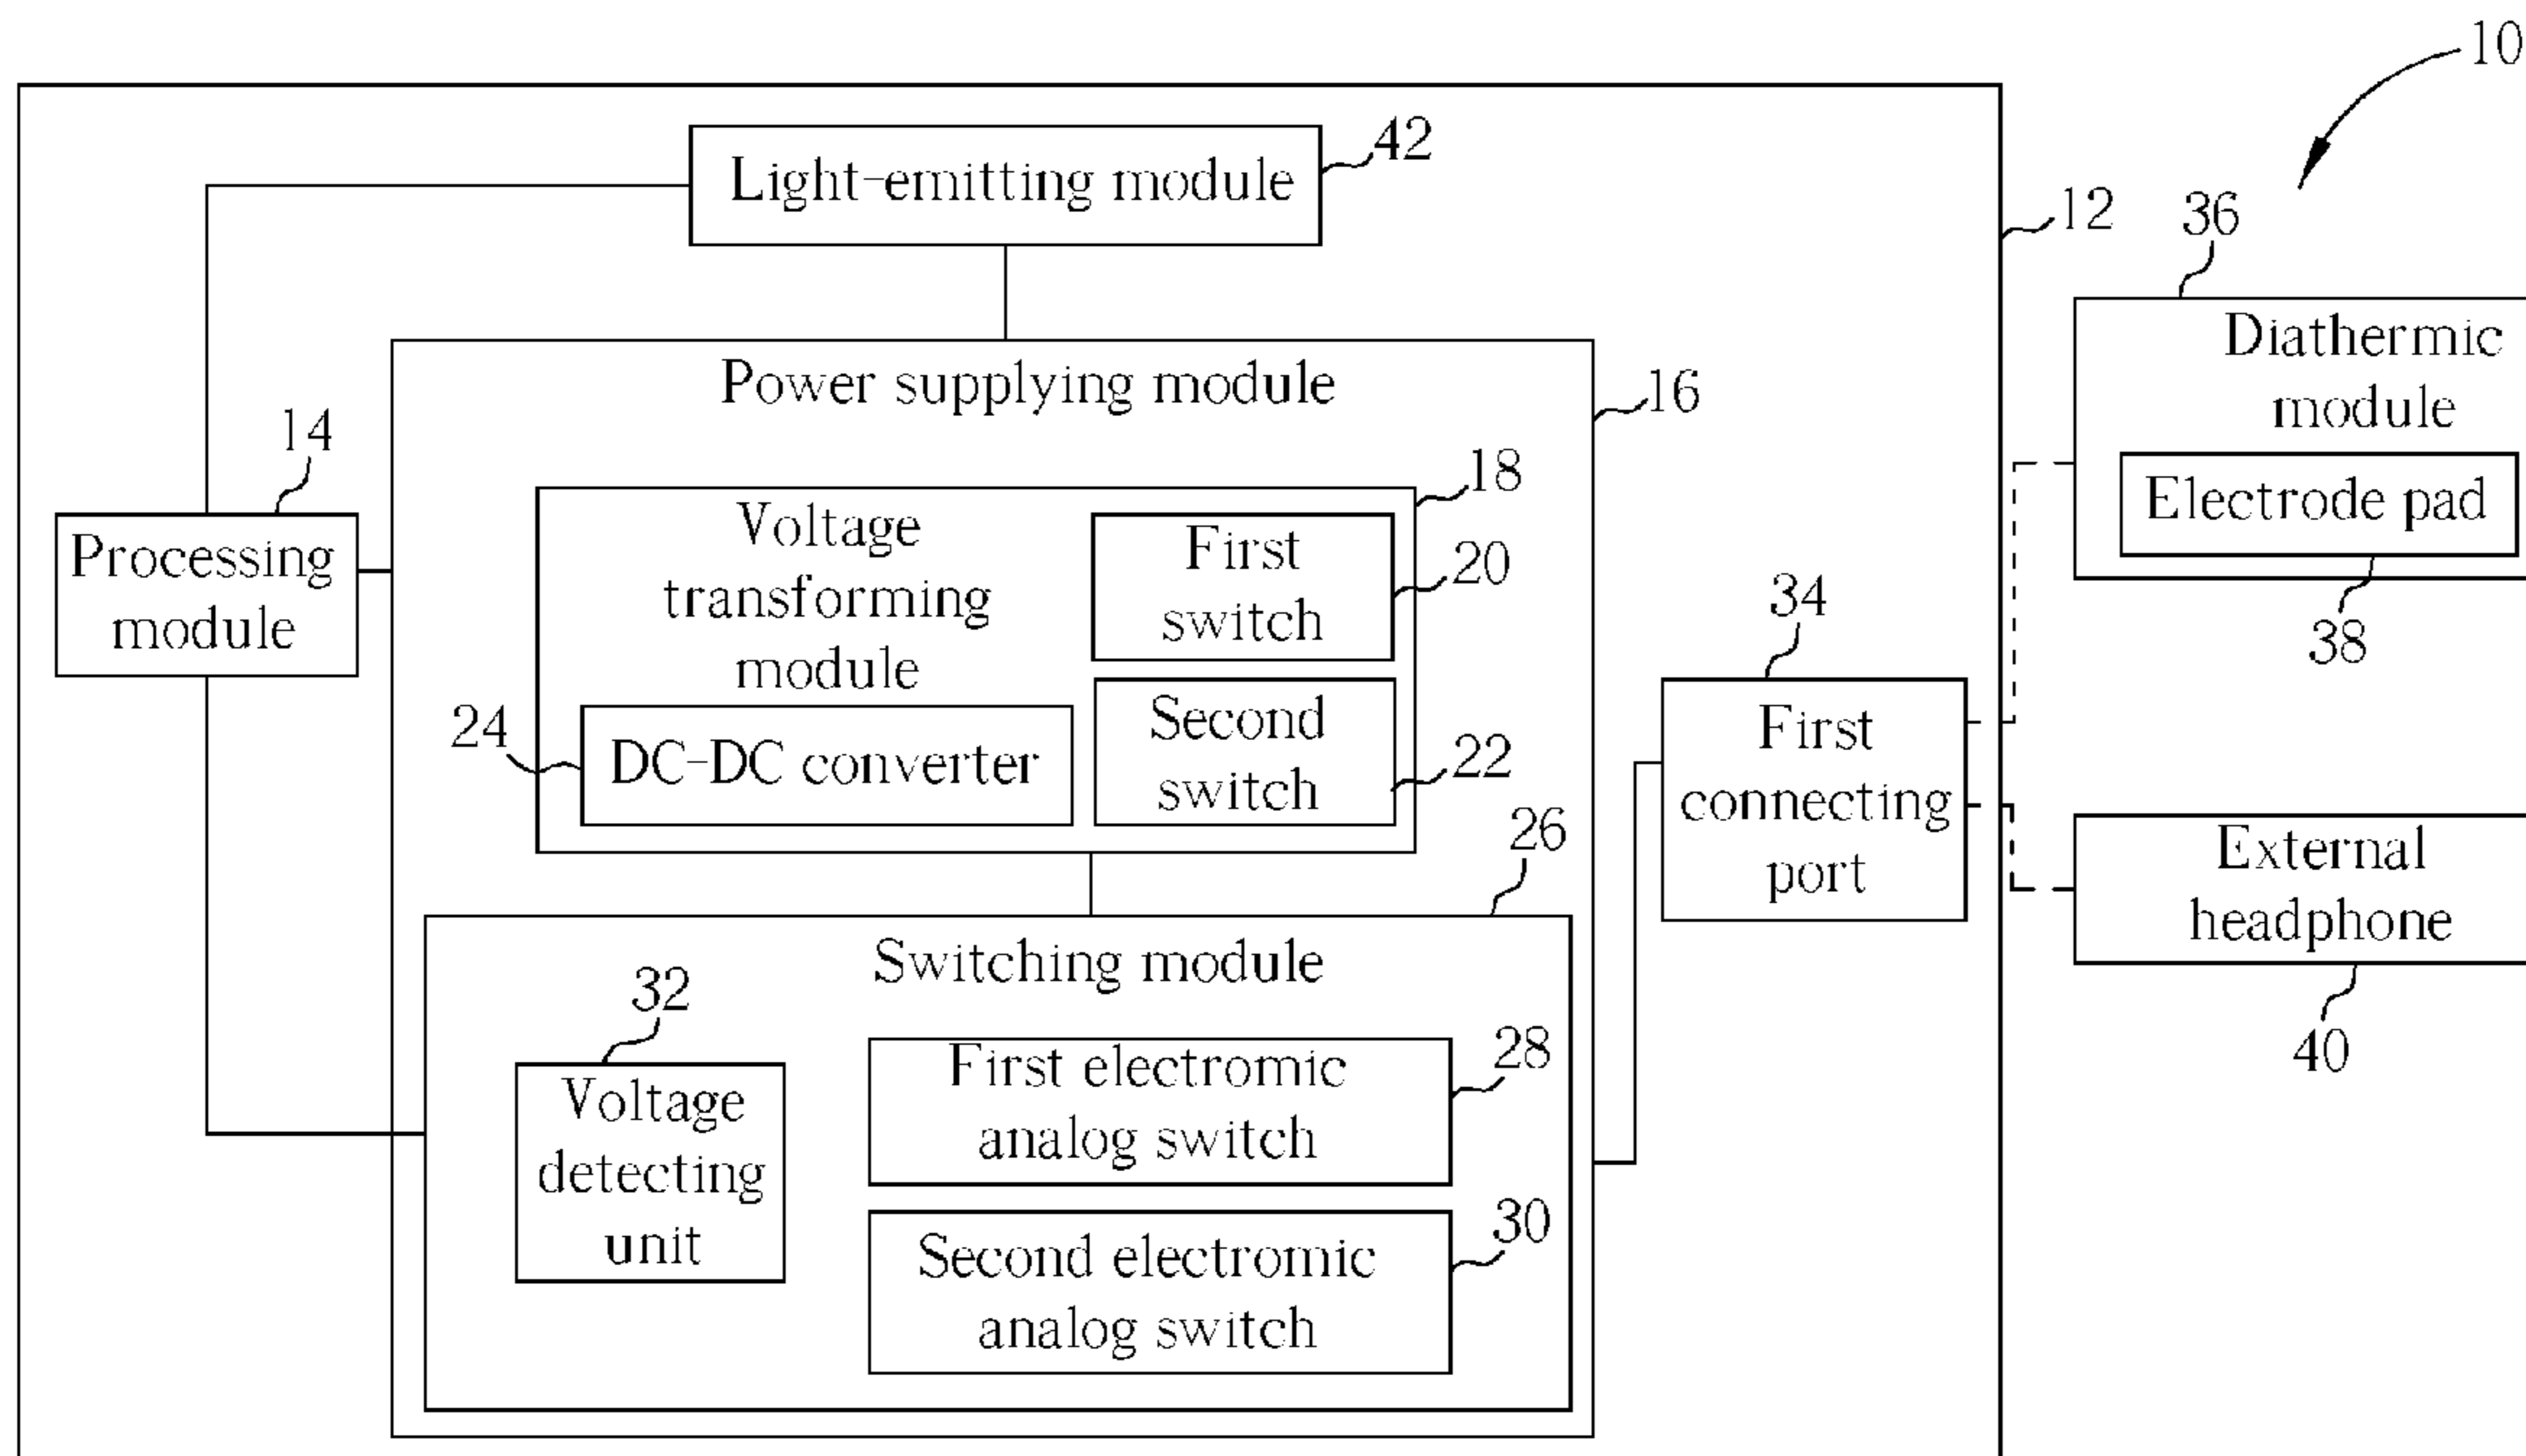 10
42
Light-emitting module
12
36
Diathermic
module
Electrode pad
38
Power supplying module
16
14
Processing
module
18
Voltage
transforming
module
First
switch
20
24
DC-DC converter
Second
switch
22
34
First
connecting
port
External
headphone
40
26
Switching module
32
Voltage
detecting
unit
First electromic
analog switch
28
Second electromic
analog switch
30